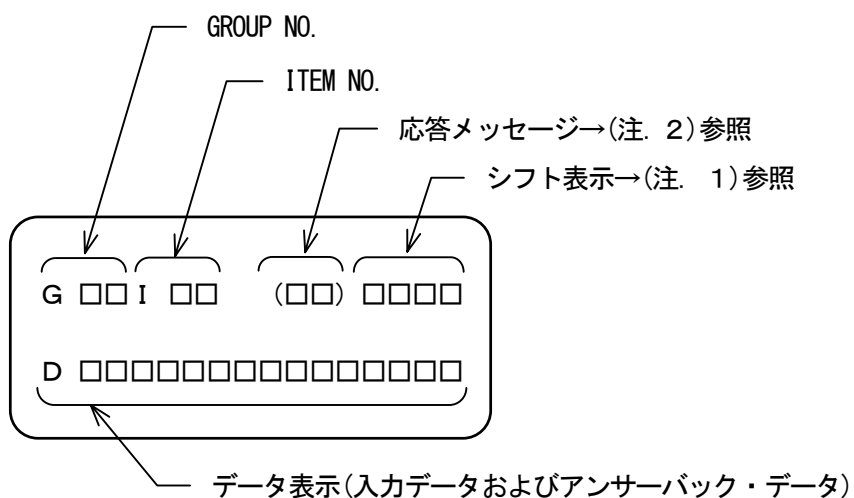 GROUP NO.
ITEM NO.
応答メッセージ→(注. 2)参照
シフト表示→(注. 1)参照
G □□ I □□ (□□) □□□□
D □□□□□□□□□□□□□□□
データ表示(入力データおよびアンサーバック・データ)